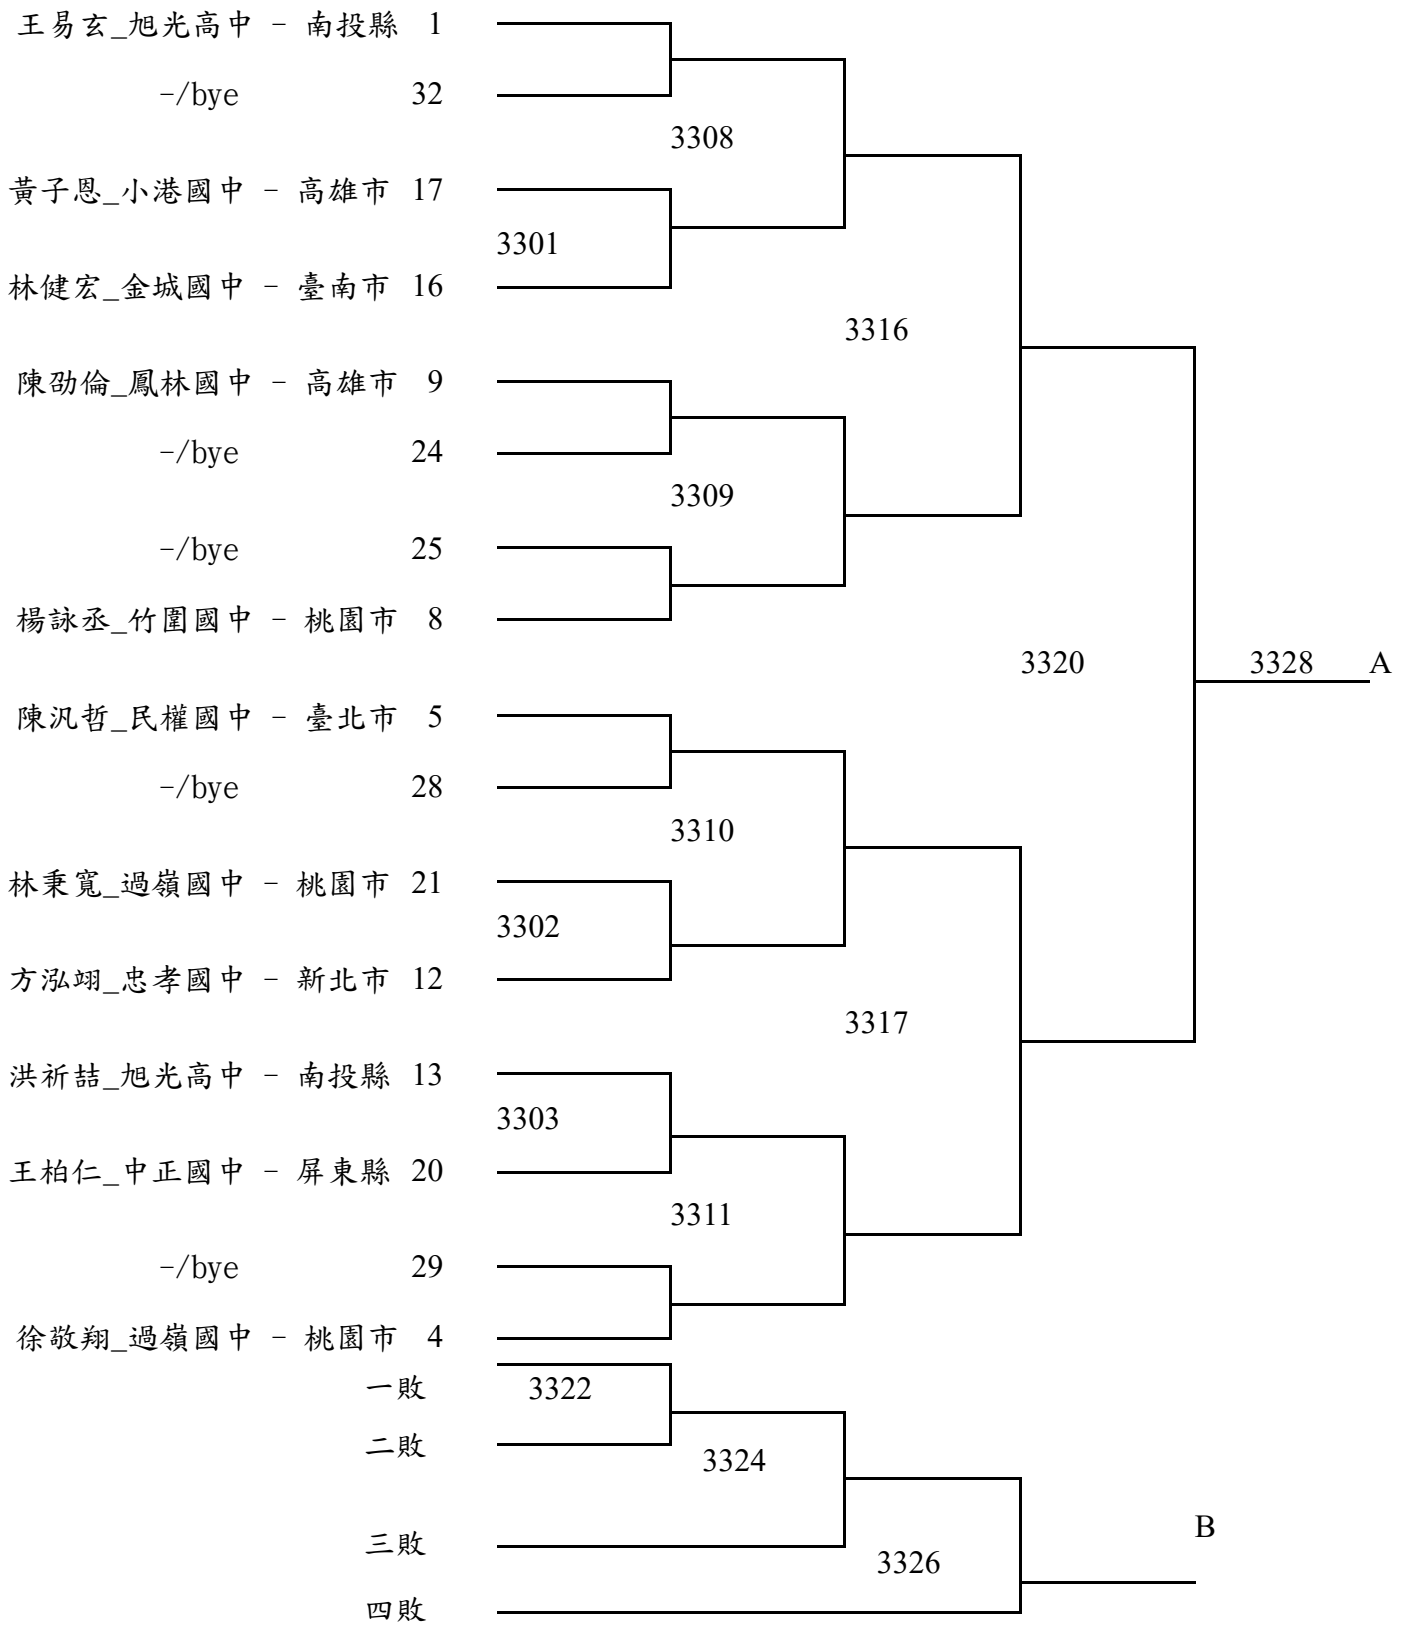 王易玄_旭光高中 - 南投縣 1
-/bye 32
3308
黃子恩_小港國中 - 高雄市 17
3301
林健宏_金城國中 - 臺南市 16
3316
陳劭倫_鳳林國中 - 高雄市 9
-/bye 24
3309
-/bye 25
楊詠丞_竹圍國中 - 桃園市 8
3320 3328 A
陳汎哲_民權國中 - 臺北市 5
-/bye 28
3310
林秉寬_過嶺國中 - 桃園市 21
3302
方泓翊_忠孝國中 - 新北市 12
3317
洪祈喆_旭光高中 - 南投縣 13
3303
王柏仁_中正國中 - 屏東縣 20
3311
-/bye 29
徐敬翔_過嶺國中 - 桃園市 4
一敗 3322
二敗
3324
B
三敗
3326
四敗